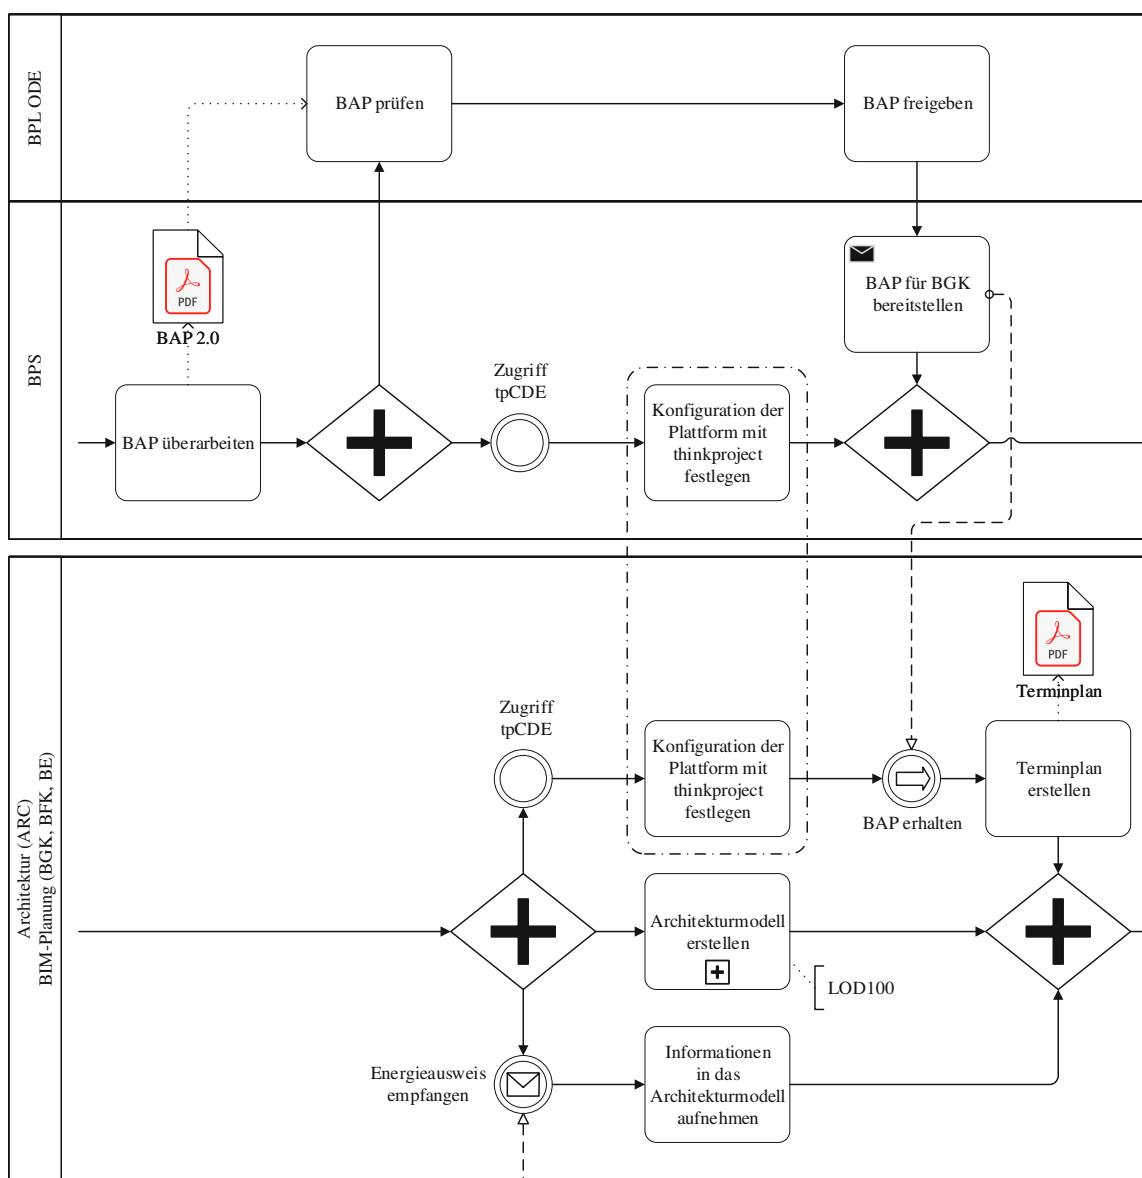 BPL ODE
BAP prüfen
BAP freigeben
BPS
PDF
BAP 2.0
BAP überarbeiten
Zugriff
tpCDE
Konfiguration der
Plattform mit
thinkproject
festlegen
BAP für BGK
bereitstellen
Architektur (ARC)
BIM-Planung (BGK, BFK, BE)
PDF
Terminplan
Zugriff
tpCDE
Konfiguration der
Plattform mit
thinkproject
festlegen
BAP erhalten
Terminplan
erstellen
Architekturmodell
erstellen
LOD100
Energieausweis
empfangen
Informationen
in das
Architekturmodell
aufnehmen